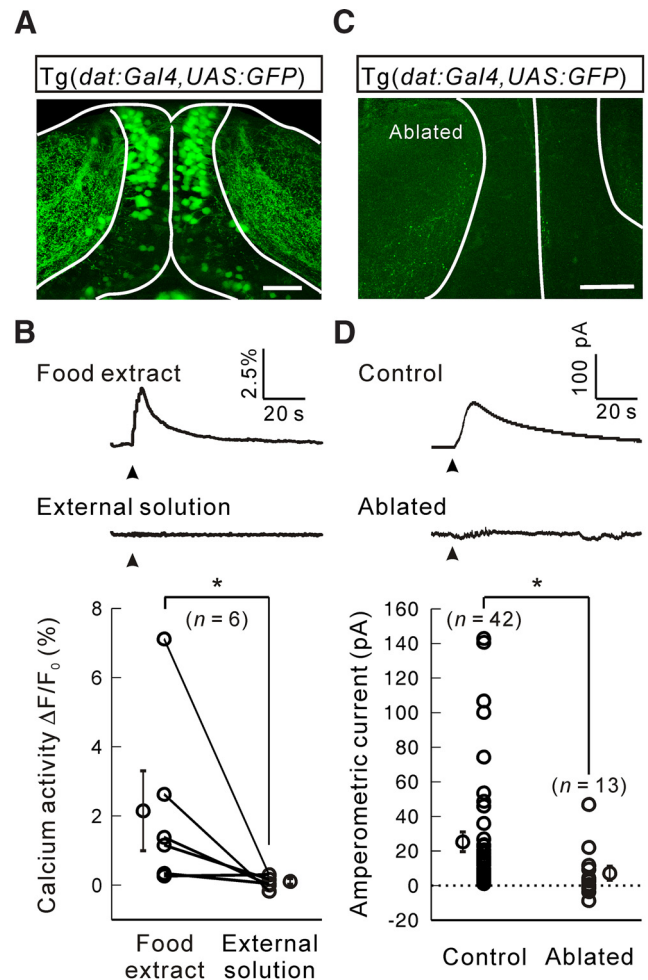 A
Tg(dat:Gal4,UAS:GFP)
B
Food extract
2.5%
20 s
External solution
*
(n = 6)
8
6
4
2
0
Calcium activity ΔF/F0 (%)
Food extract
External solution
C
Tg(dat:Gal4,UAS:GFP)
Ablated
D
Control
100 pA
20 s
Ablated
*
(n = 42)
(n = 13)
160
140
120
100
80
60
40
20
0
-20
Amperometric current (pA)
Control
Ablated